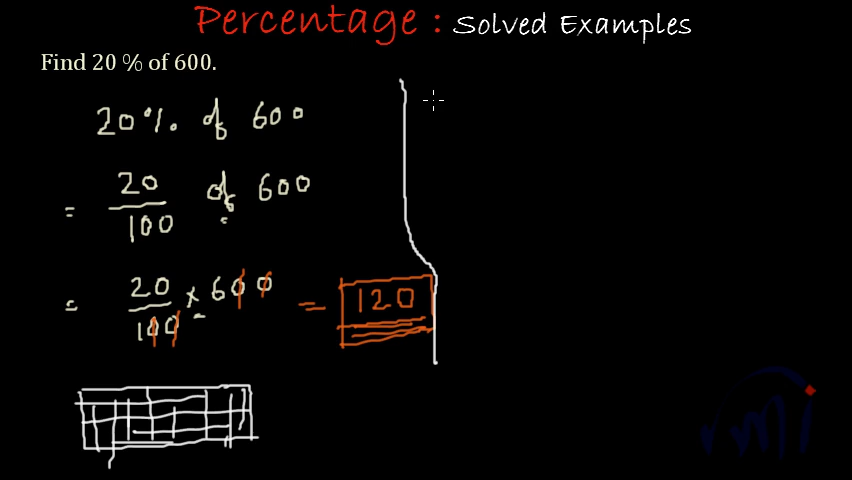 Percentage : Solved Examples
Find 20 % of 600.
20% of 600
= 20/100 of 600
= 20/100 × 600 = 120